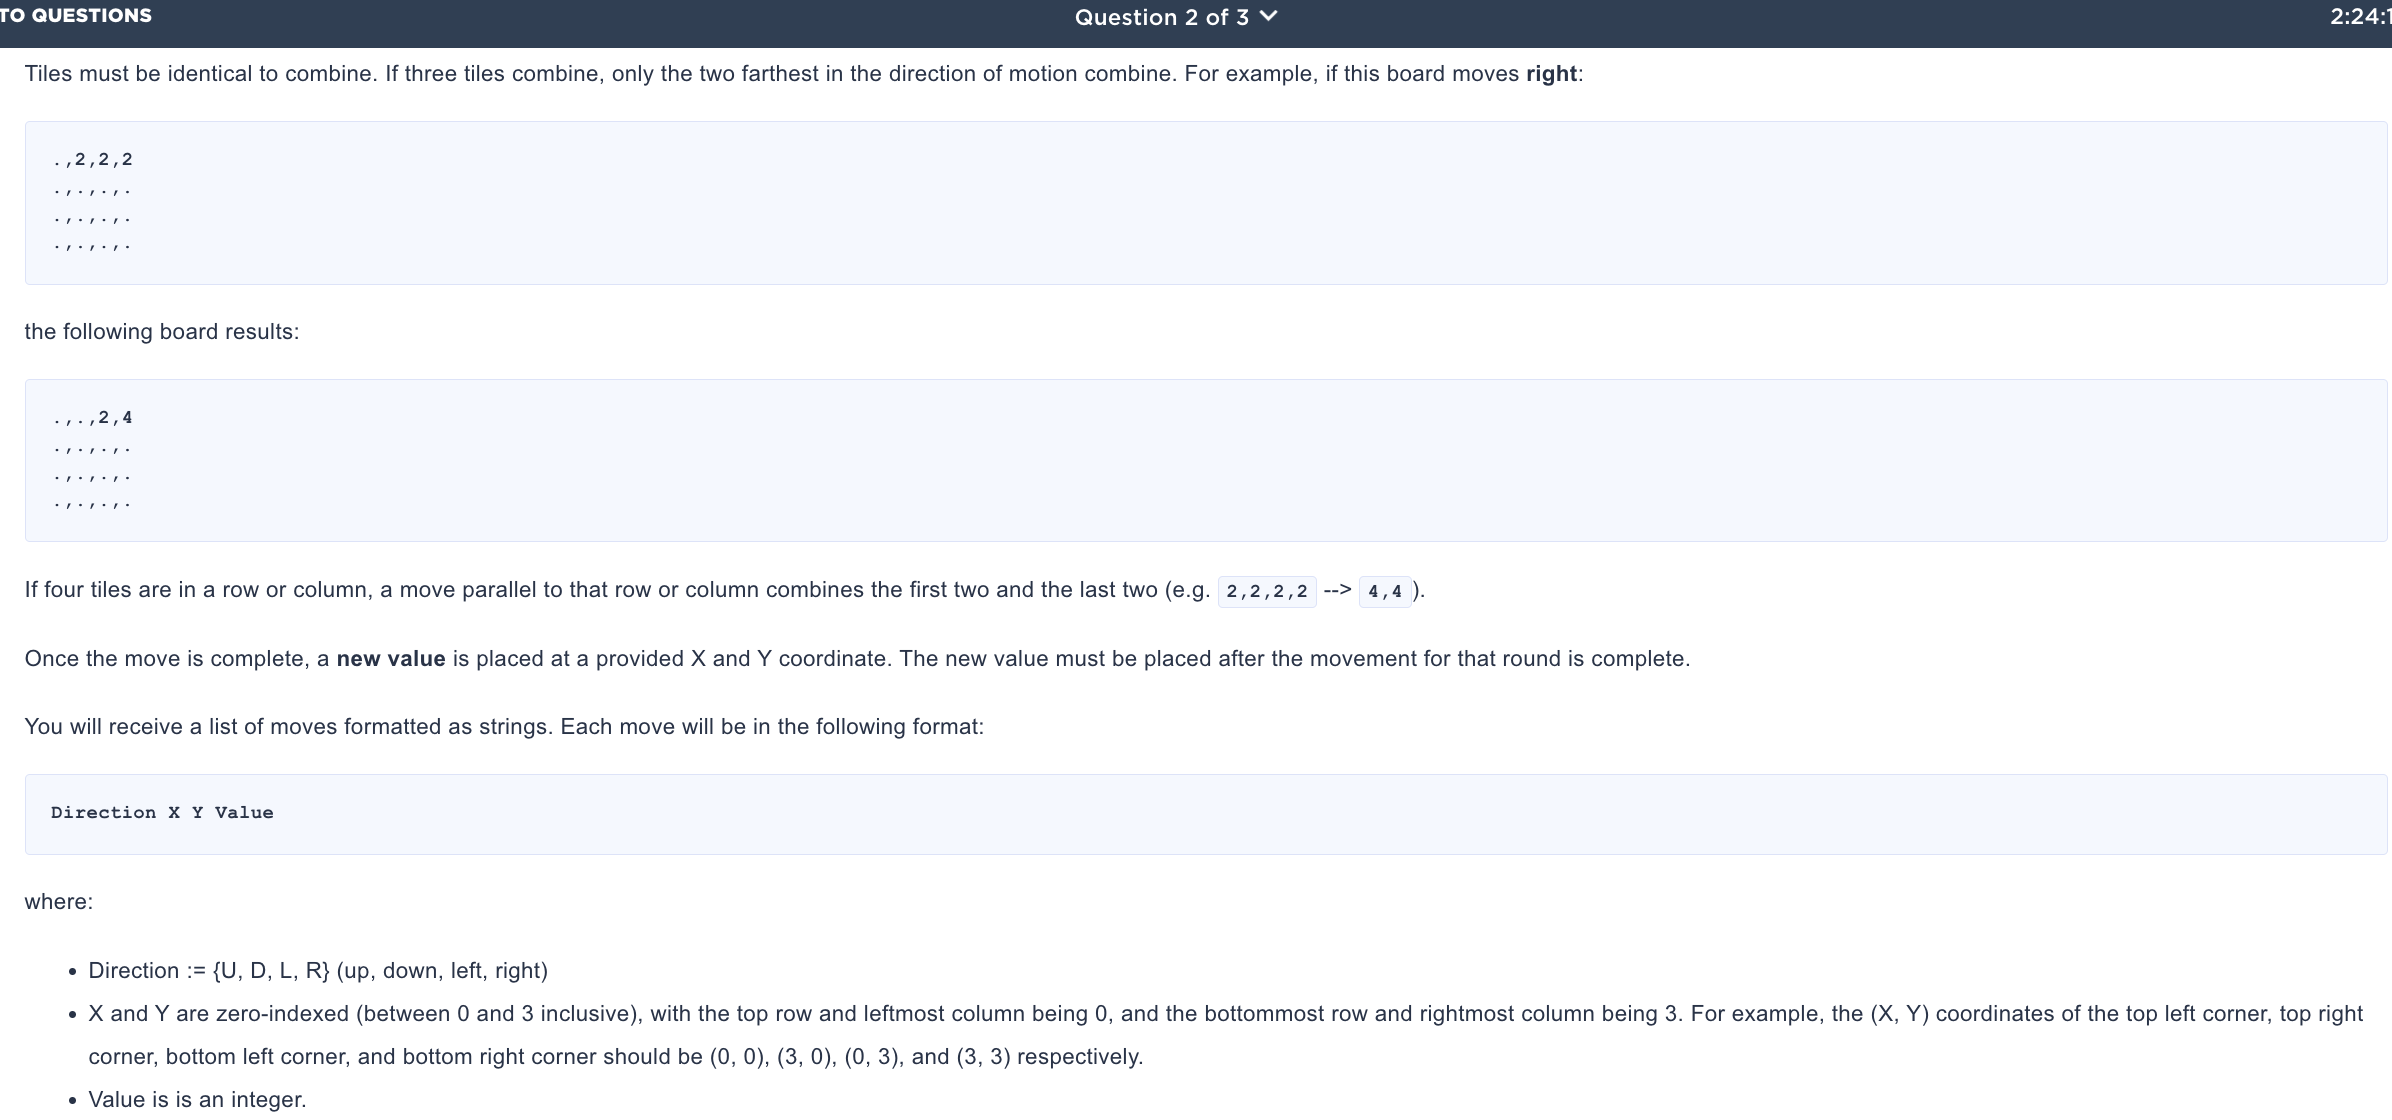 TO QUESTIONS
Question 2 of 3
2:24:1
Tiles must be identical to combine. If three tiles combine, only the two farthest in the direction of motion combine. For example, if this board moves right:
.,2,2,2
.,.,.,.
.,.,.,.
.,.,.,.
the following board results:
.,.,2,4
.,.,.,.
.,.,.,.
.,.,.,.
If four tiles are in a row or column, a move parallel to that row or column combines the first two and the last two (e.g. 2,2,2,2 --> 4,4).
Once the move is complete, a new value is placed at a provided X and Y coordinate. The new value must be placed after the movement for that round is complete.
You will receive a list of moves formatted as strings. Each move will be in the following format:
Direction X Y Value
where:
• Direction := {U, D, L, R} (up, down, left, right)
• X and Y are zero-indexed (between 0 and 3 inclusive), with the top row and leftmost column being 0, and the bottommost row and rightmost column being 3. For example, the (X, Y) coordinates of the top left corner, top right
corner, bottom left corner, and bottom right corner should be (0, 0), (3, 0), (0, 3), and (3, 3) respectively.
• Value is is an integer.